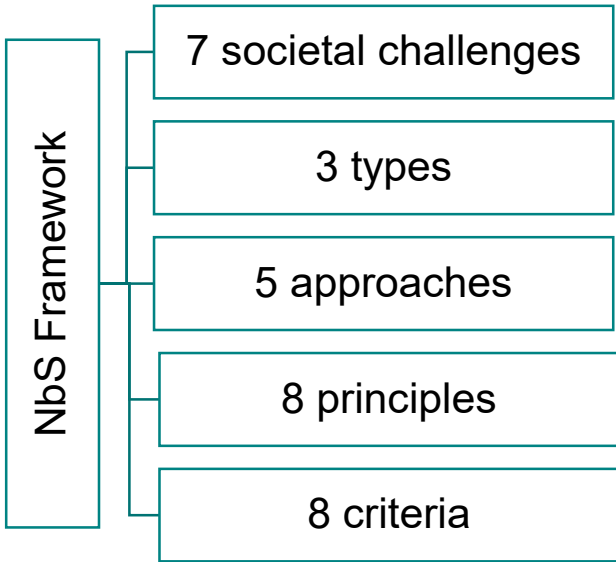 NbS Framework
7 societal challenges
3 types
5 approaches
8 principles
8 criteria